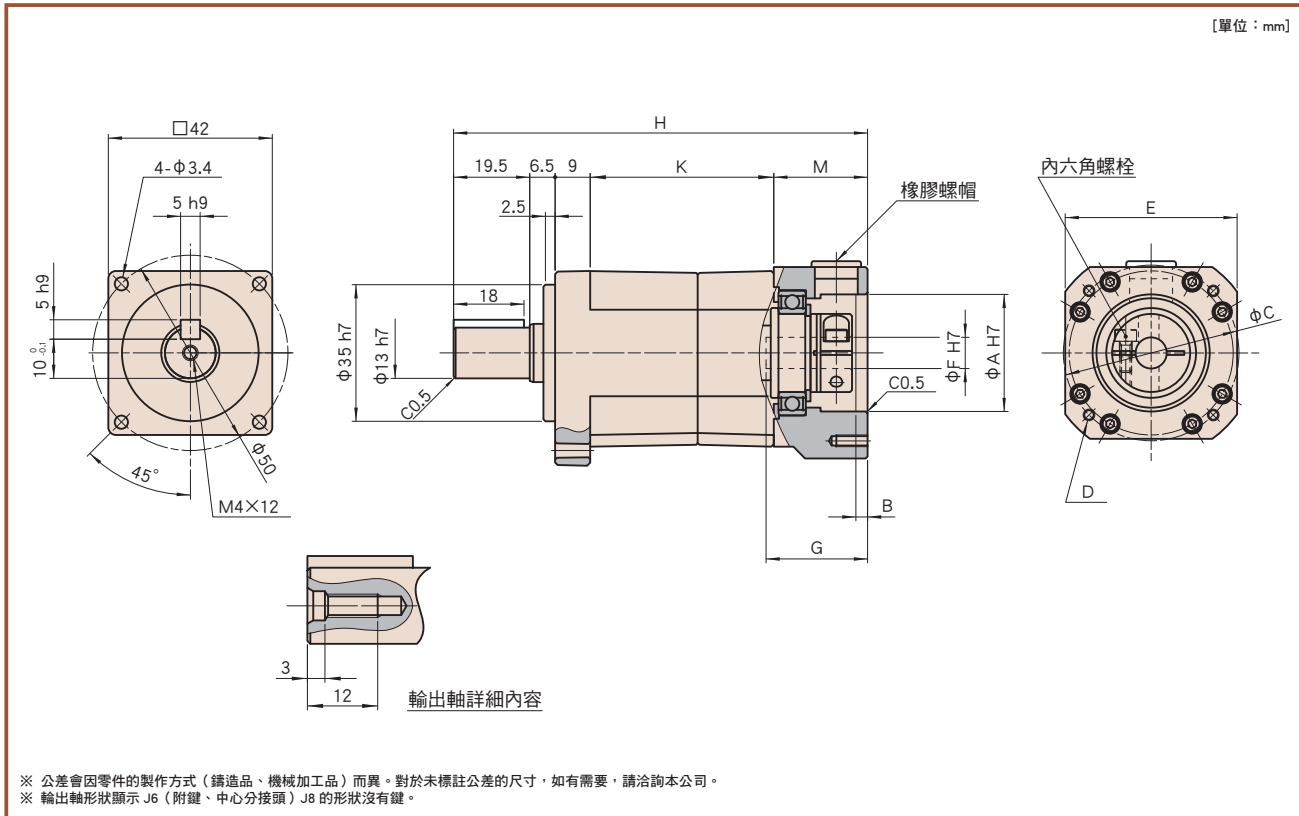 [單位：mm]
□42
4-φ3.4
5 h9
5 h9
10 0 -0.1
45°
φ50
M4×12
H
19.5
6.5
9
K
M
2.5
18
φ35 h7
φ13 h7
C0.5
橡膠螺帽
φF H7
φA H7
C0.5
B
G
內六角螺栓
E
φC
D
3
12
輸出軸詳細內容
※ 公差會因零件的製作方式（鑄造品、機械加工品）而異。對於未標註公差的尺寸，如有需要，請洽詢本公司。
※ 輪出軸形狀顯示 J6（附鍵、中心分接頭）J8 的形狀沒有鍵。